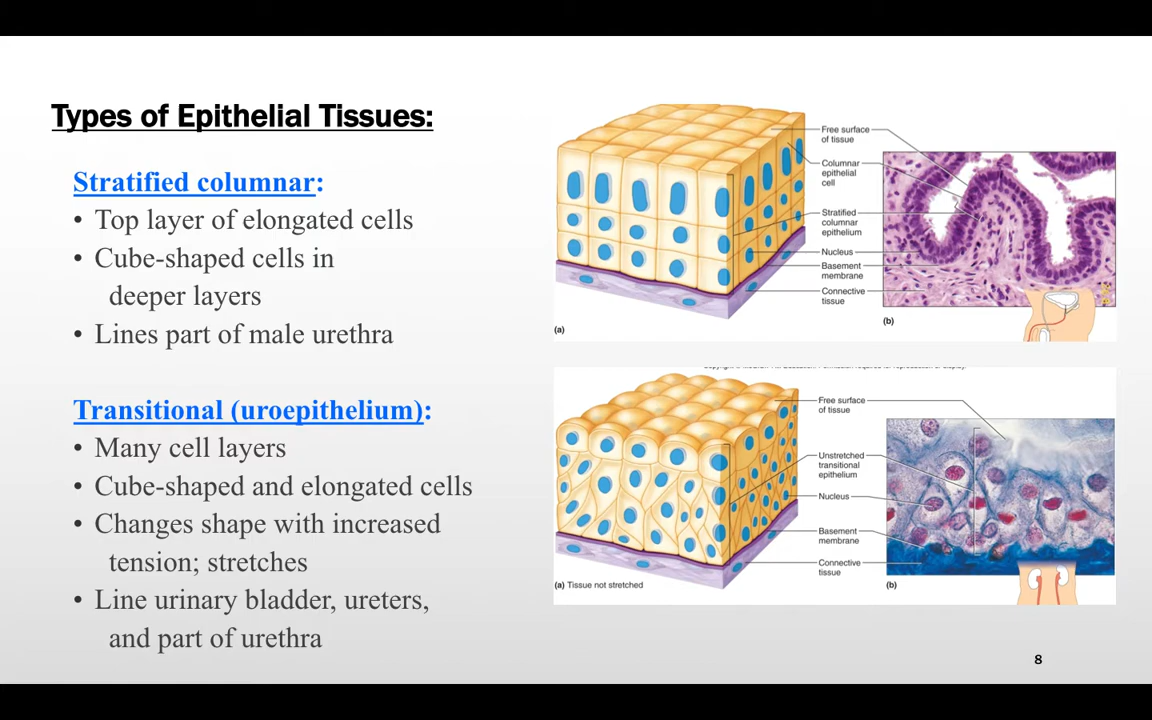 Types of Epithelial Tissues:
Stratified columnar:
• Top layer of elongated cells
• Cube-shaped cells in
deeper layers
• Lines part of male urethra
Transitional (uroepithelium):
• Many cell layers
• Cube-shaped and elongated cells
• Changes shape with increased
tension; stretches
• Line urinary bladder, ureters,
and part of urethra
Free surface
of tissue
Columnar
epithelial
cell
Stratified
columnar
epithelium
Nucleus
Basement
membrane
Connective
tissue
(a)
(b)
Free surface
of tissue
Unstretched
transitional
epithelium
Nucleus
Basement
membrane
Connective
tissue
(a) Tissue not stretched
(b)
8